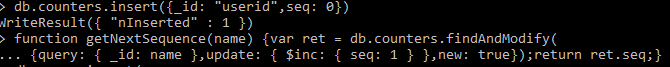 > db.counters.insert({_id: "userid",seq: 0})
WriteResult({ "nInserted" : 1 })
> function getNextSequence(name) {var ret = db.counters.findAndModify(
... {query: { _id: name },update: { $inc: { seq: 1 } },new: true});return ret.seq;}